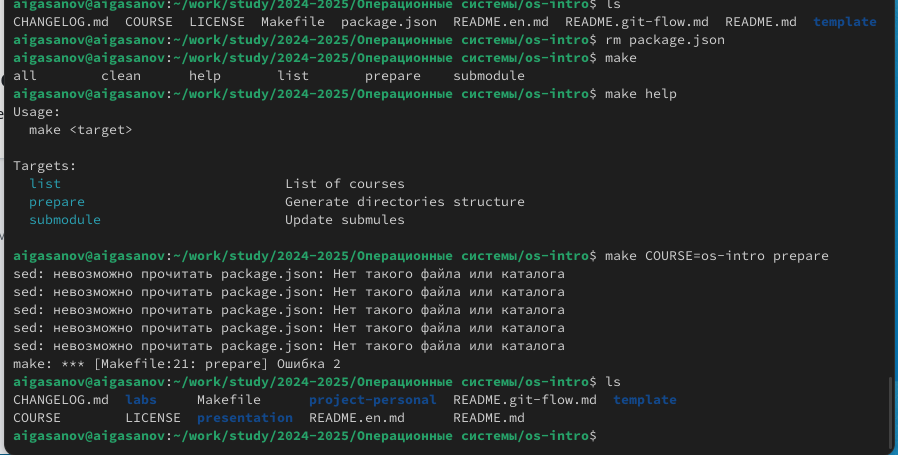 aigasanov@aigasanov:~/work/study/2024-2025/Операционные системы/os-intro$ ls
CHANGELOG.md COURSE LICENSE Makefile package.json README.en.md README.git-flow.md README.md template
aigasanov@aigasanov:~/work/study/2024-2025/Операционные системы/os-intro$ rm package.json
aigasanov@aigasanov:~/work/study/2024-2025/Операционные системы/os-intro$ make
all clean help list prepare submodule
aigasanov@aigasanov:~/work/study/2024-2025/Операционные системы/os-intro$ make help
Usage:
make <target>
Targets:
list List of courses
prepare Generate directories structure
submodule Update submules
aigasanov@aigasanov:~/work/study/2024-2025/Операционные системы/os-intro$ make COURSE=os-intro prepare
sed: невозможно прочитать package.json: Нет такого файла или каталога
sed: невозможно прочитать package.json: Нет такого файла или каталога
sed: невозможно прочитать package.json: Нет такого файла или каталога
sed: невозможно прочитать package.json: Нет такого файла или каталога
sed: невозможно прочитать package.json: Нет такого файла или каталога
make: *** [Makefile:21: prepare] Ошибка 2
aigasanov@aigasanov:~/work/study/2024-2025/Операционные системы/os-intro$ ls
CHANGELOG.md labs Makefile project-personal README.git-flow.md template
COURSE LICENSE presentation README.en.md README.md
aigasanov@aigasanov:~/work/study/2024-2025/Операционные системы/os-intro$